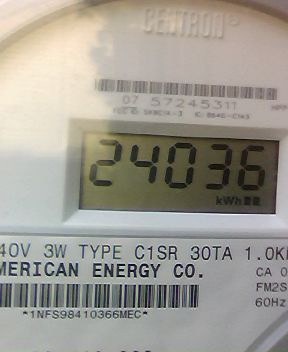 CENTRON®
07 57245311
24036
kWh
40V 3W TYPE C1SR 30TA 1.0K
MERICAN ENERGY CO.
CA 0
FM2S
60Hz
*1NFS98410366MEC*